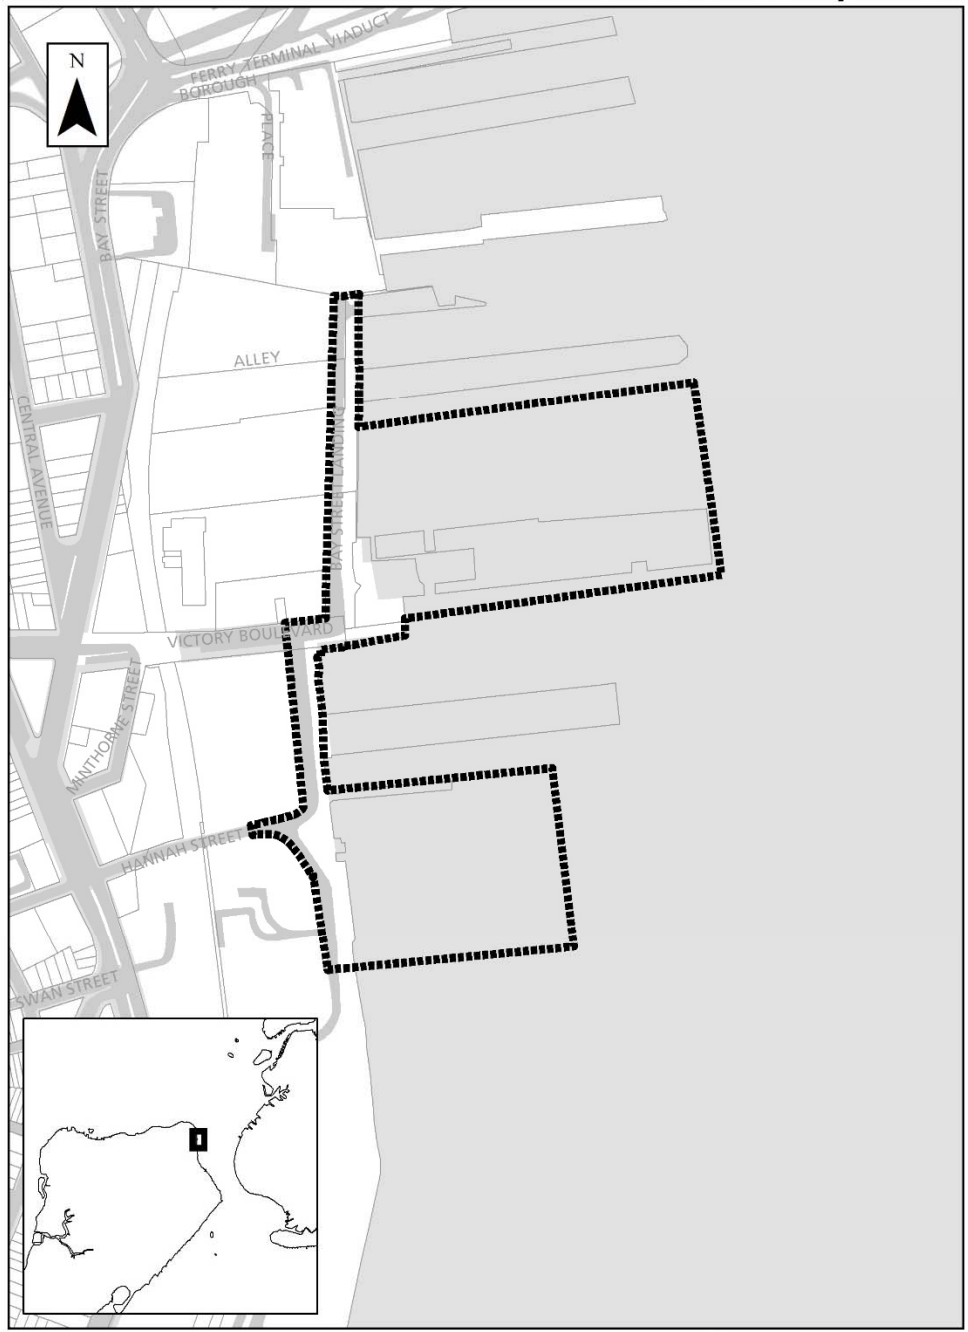 FERRY TERMINAL VIADUCT
N
BOROUGH
PLACE
BAY STREET
ALLEY
CENTRAL AVENUE
BAY STREET LANDING
VICTORY BOULEVARD
MINTHORNE STREET
HANNAH STREET
SWAN STREET